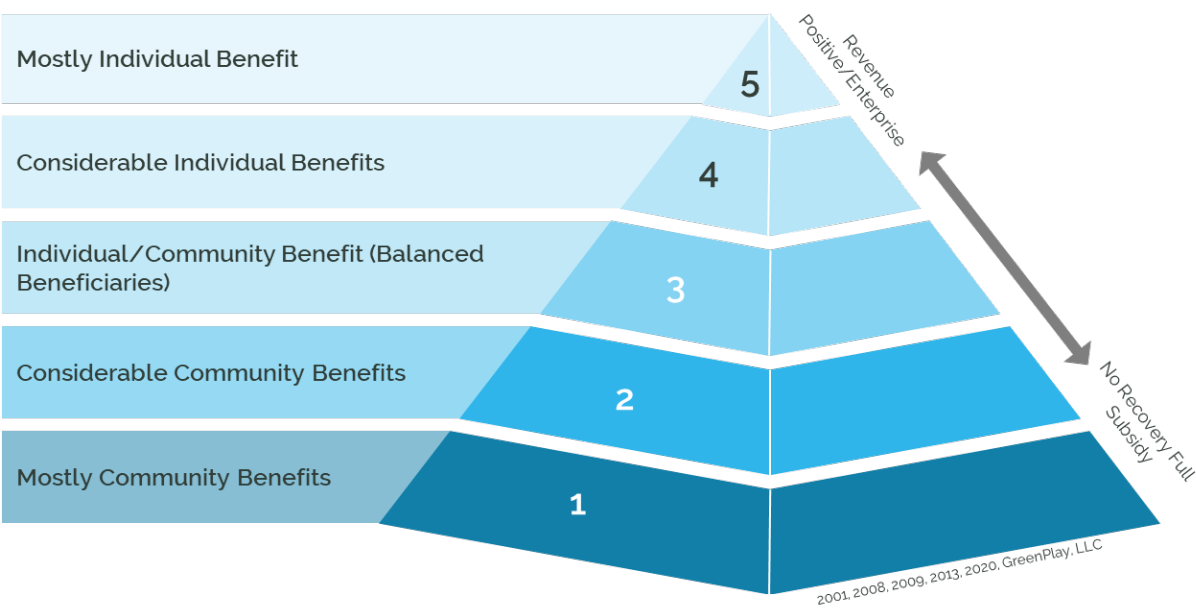 Mostly Individual Benefit
5
Revenue
Positive/Enterprise
Considerable Individual Benefits
4
Individual/Community Benefit (Balanced
Beneficiaries)
3
Considerable Community Benefits
2
No Recovery Full
Subsidy
Mostly Community Benefits
1
2001, 2008, 2009, 2013, 2020, GreenPlay, LLC